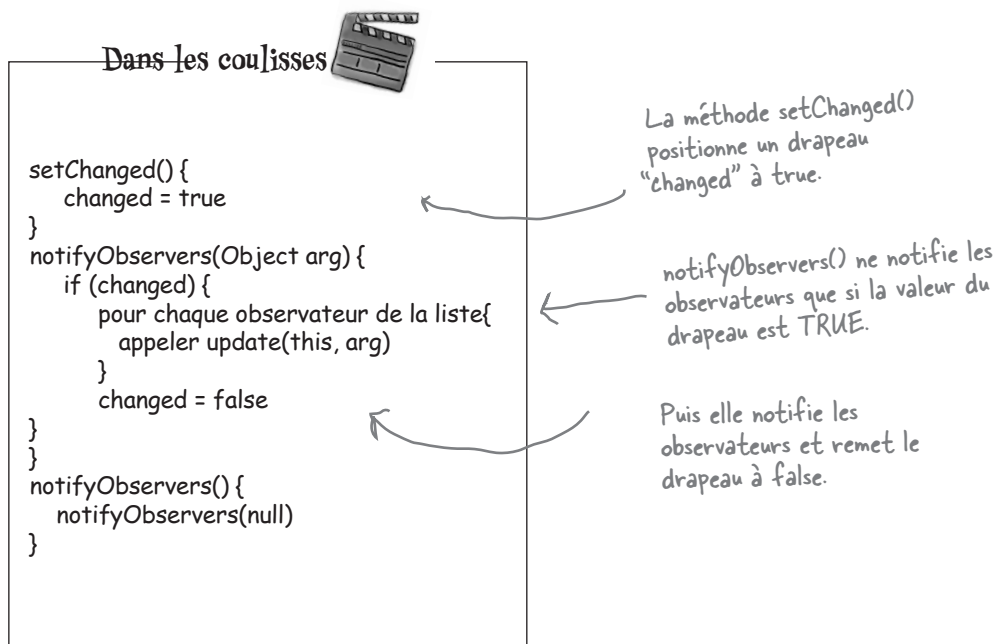 Dans les coulisses
setChanged() {
changed = true
}
notifyObservers(Object arg) {
if (changed) {
pour chaque observateur de la liste{
appeler update(this, arg)
}
changed = false
}
}
notifyObservers() {
notifyObservers(null)
}
La méthode setChanged()
positionne un drapeau
“changed” à true.
notifyObservers() ne notifie les
observateurs que si la valeur du
drapeau est TRUE.
Puis elle notifie les
observateurs et remet le
drapeau à false.